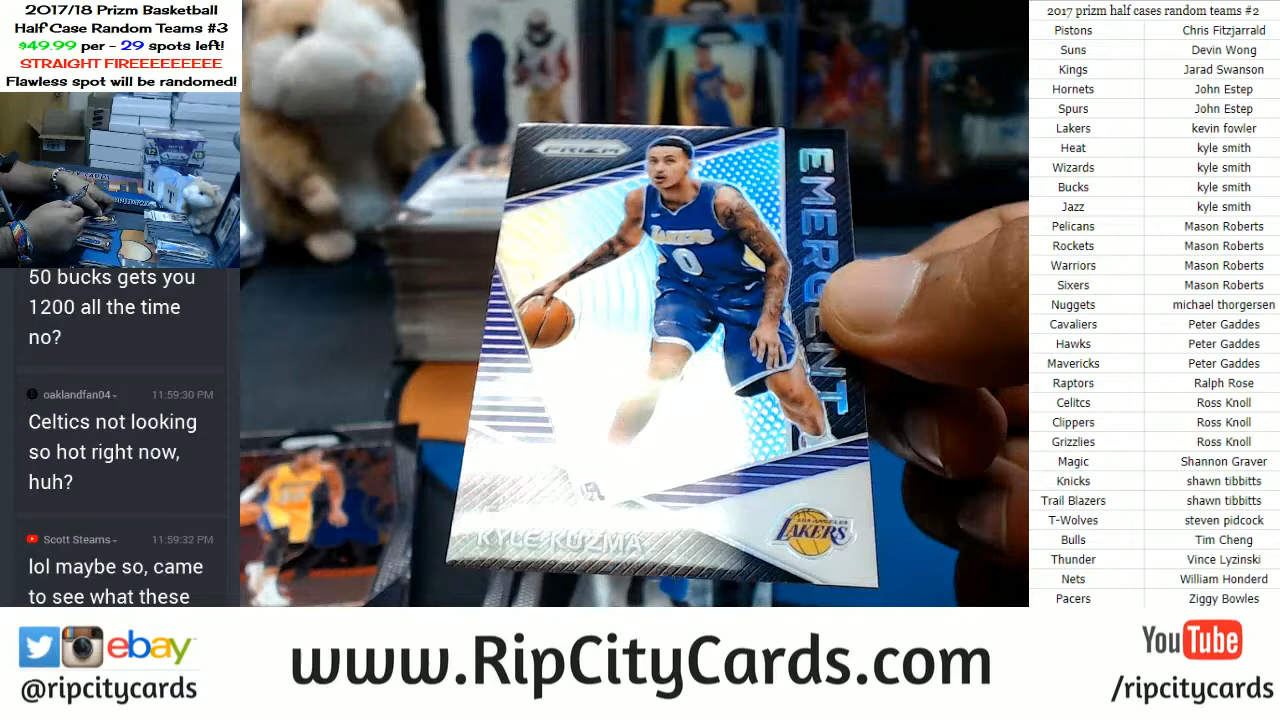 2017/18 Prizm Basketball
Half Case Random Teams #3
$49.99 per - 29 spots left!
STRAIGHT FIREEEEEEEEE
Flawless spot will be randomed!
50 bucks gets you
1200 all the time
no?
oaklandfan04
11:59:30 PM
Celtics not looking
so hot right now,
huh?
Scott Stearns
11:59:32 PM
lol maybe so, came
to see what these
PRIZM
EMERGENT
LAKERS
0
KYLE KUZMA
LOS ANGELES
LAKERS
2017 prizm half cases random teams #2
Pistons Chris Fitzjarrald
Suns Devin Wong
Kings Jarad Swanson
Hornets John Estep
Spurs John Estep
Lakers kevin fowler
Heat kyle smith
Wizards kyle smith
Bucks kyle smith
Jazz kyle smith
Pelicans Mason Roberts
Rockets Mason Roberts
Warriors Mason Roberts
Sixers Mason Roberts
Nuggets michael thorgersen
Cavaliers Peter Gaddes
Hawks Peter Gaddes
Mavericks Peter Gaddes
Raptors Ralph Rose
Celitcs Ross Knoll
Clippers Ross Knoll
Grizzlies Ross Knoll
Magic Shannon Graver
Knicks shawn tibbitts
Trail Blazers shawn tibbitts
T-Wolves steven pidcock
Bulls Tim Cheng
Thunder Vince Lyzinski
Nets William Honderd
Pacers Ziggy Bowles
ebay
@ripcitycards
www.RipCityCards.com
YouTube
/ripcitycards